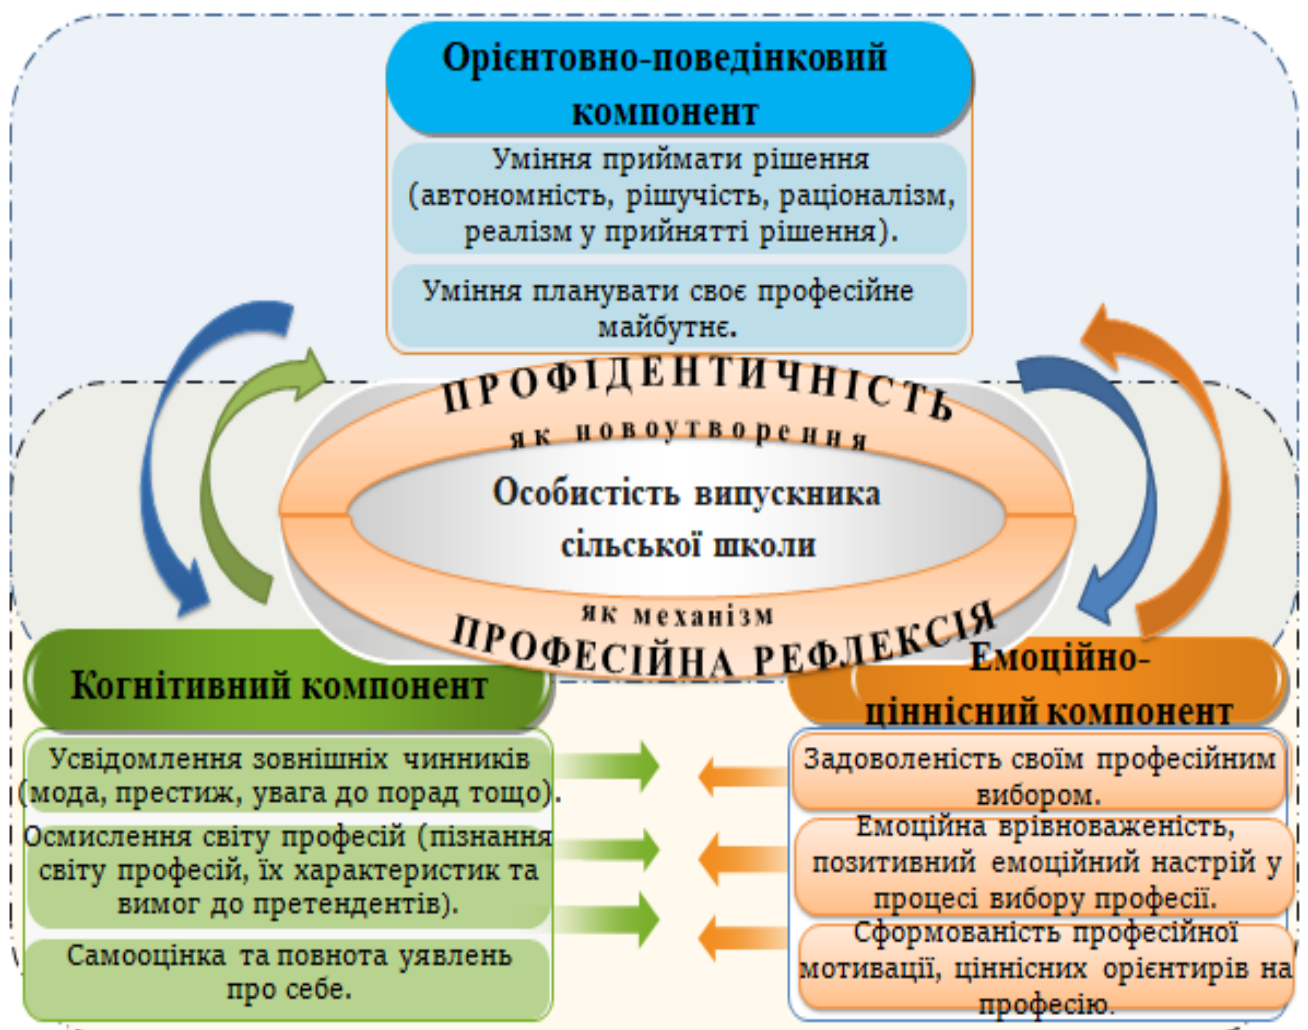 Орієнтовно-поведінковий
компонент
Уміння приймати рішення
(автономність, рішучість, раціоналізм,
реалізм у прийнятті рішення).
Уміння планувати своє професійне
майбутнє.
ПРОФІДЕНТИЧНІСТЬ
як новоутворення
Особистість випускника
сільської школи
як механізм
ПРОФЕСІЙНА РЕФЛЕКСІЯ
Когнітивний компонент
Усвідомлення зовнішніх чинників
(мода, престиж, увага до порад тощо).
Осмислення світу професій (пізнання
світу професій, їх характеристик та
вимог до претендентів).
Самооцінка та повнота уявлень
про себе.
Емоційно-
ціннісний компонент
Задоволеність своїм професійним
вибором.
Емоційна врівноваженість,
позитивний емоційний настрій у
процесі вибору професії.
Сформованість професійної
мотивації, ціннісних орієнтирів на
професію.